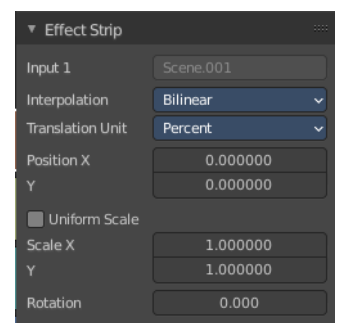 Effect Strip
Input 1 Scene.001
Interpolation Bilinear
Translation Unit Percent
Position X 0.000000
Y 0.000000
Uniform Scale
Scale X 1.000000
Y 1.000000
Rotation 0.000